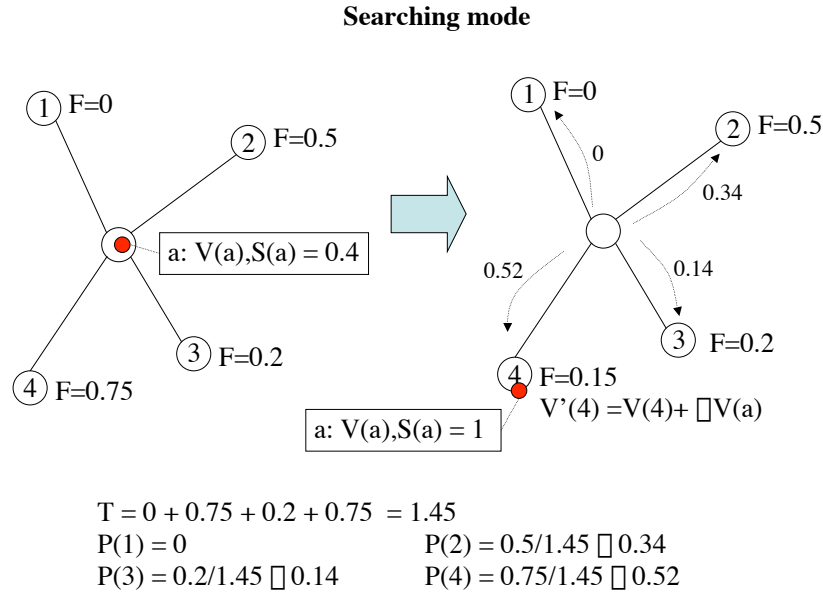 Searching mode
1 F=0
2 F=0.5
a: V(a),S(a) = 0.4
3 F=0.2
4 F=0.75
1 F=0
2 F=0.5
0
0.34
0.52
0.14
3 F=0.2
4 F=0.15
V’(4) =V(4)+ □V(a)
a: V(a),S(a) = 1
T = 0 + 0.75 + 0.2 + 0.75 = 1.45
P(1) = 0
P(2) = 0.5/1.45 □ 0.34
P(3) = 0.2/1.45 □ 0.14
P(4) = 0.75/1.45 □ 0.52